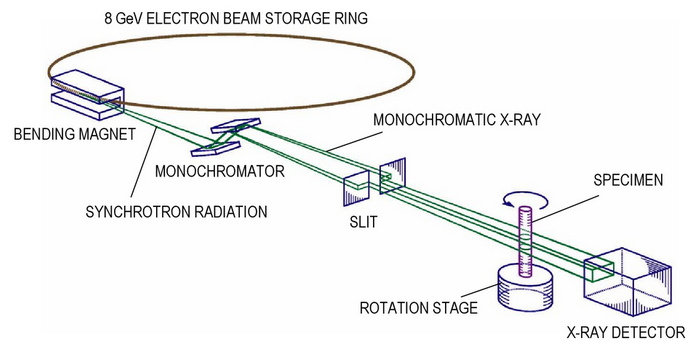 8 GeV ELECTRON BEAM STORAGE RING
BENDING MAGNET
MONOCHROMATOR
SYNCHROTRON RADIATION
MONOCHROMATIC X-RAY
SLIT
SPECIMEN
ROTATION STAGE
X-RAY DETECTOR